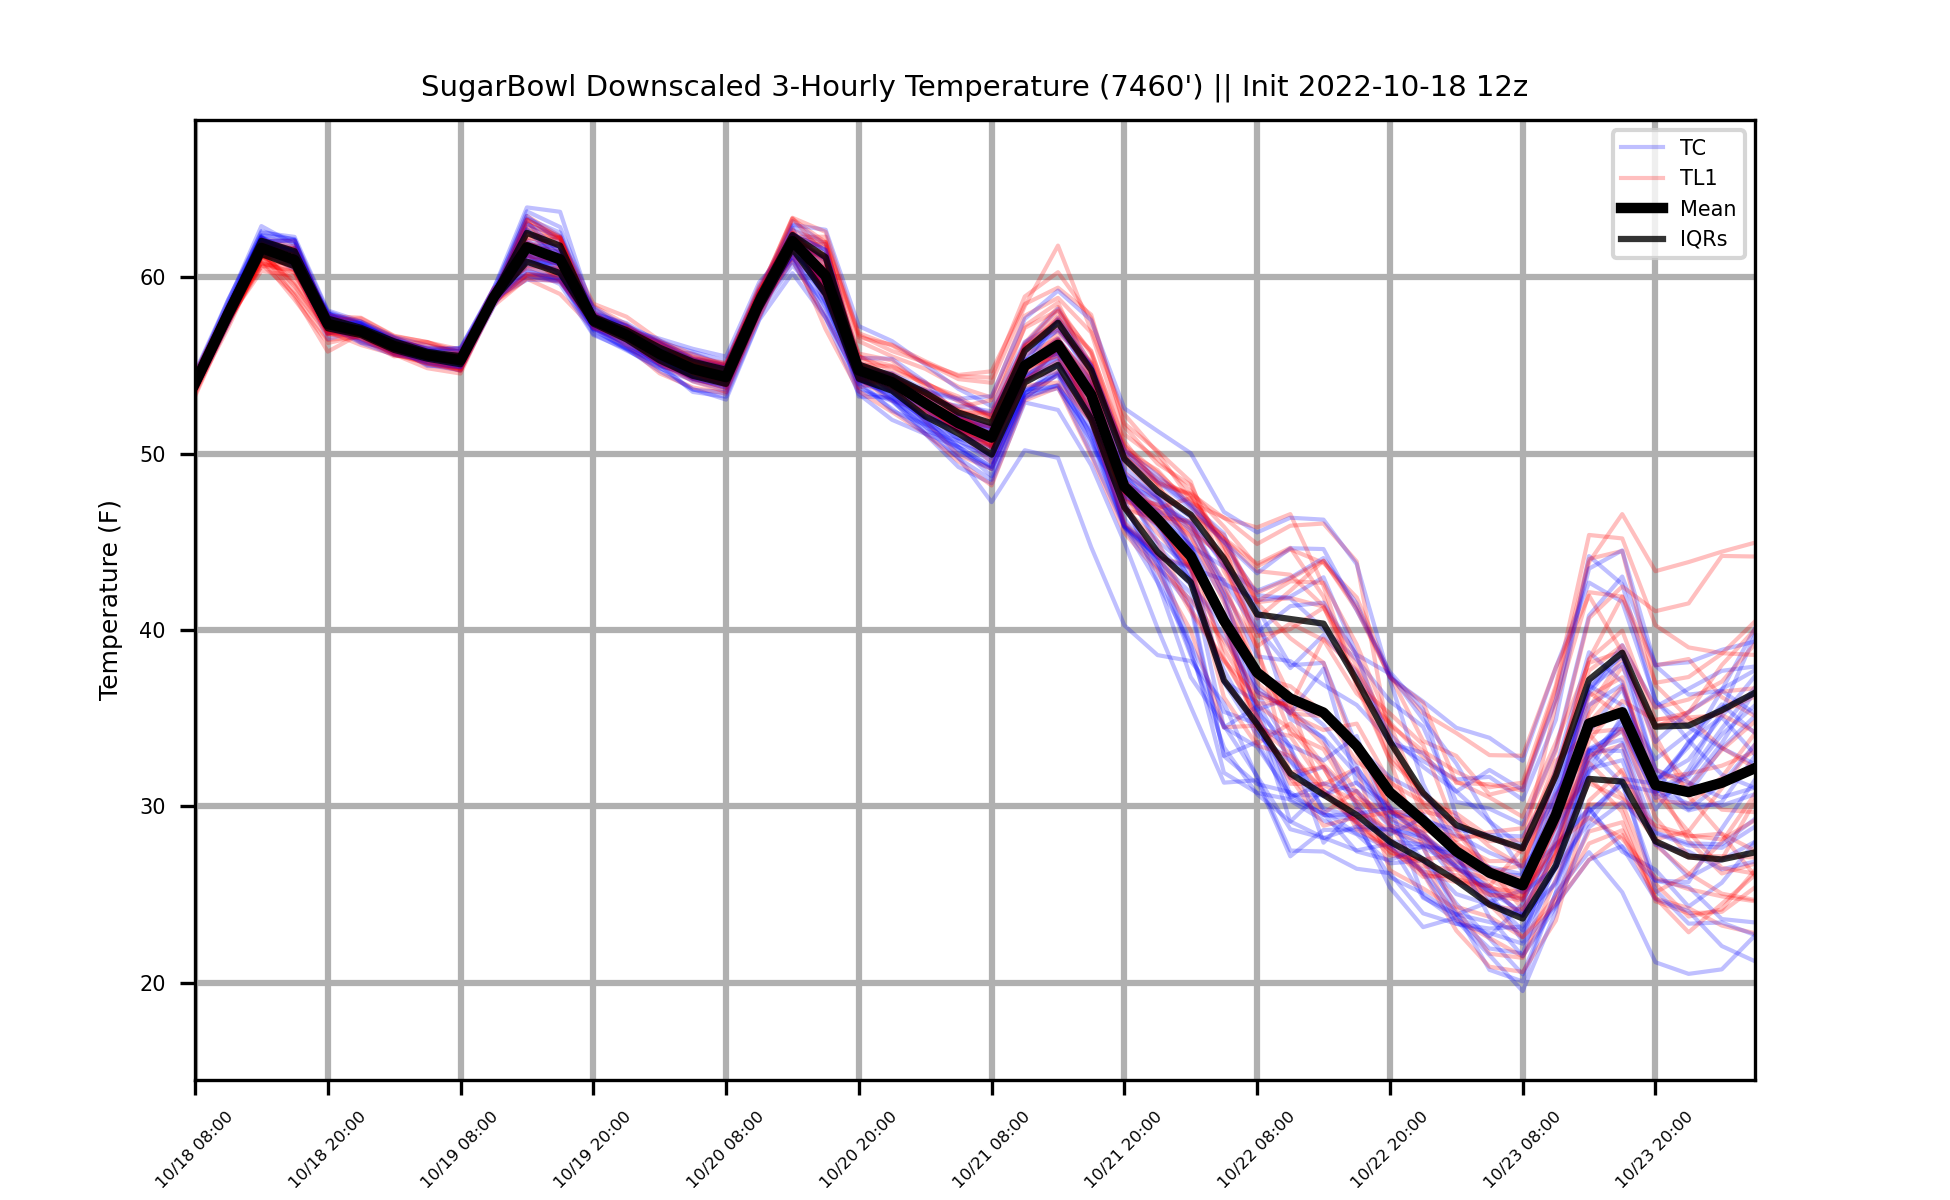 SugarBowl Downscaled 3-Hourly Temperature (7460') || Init 2022-10-18 12z
TC
TL1
Mean
IQRs
Temperature (F)
60
50
40
30
20
10/18 08:00
10/18 20:00
10/19 08:00
10/19 20:00
10/20 08:00
10/20 20:00
10/21 08:00
10/21 20:00
10/22 08:00
10/22 20:00
10/23 08:00
10/23 20:00